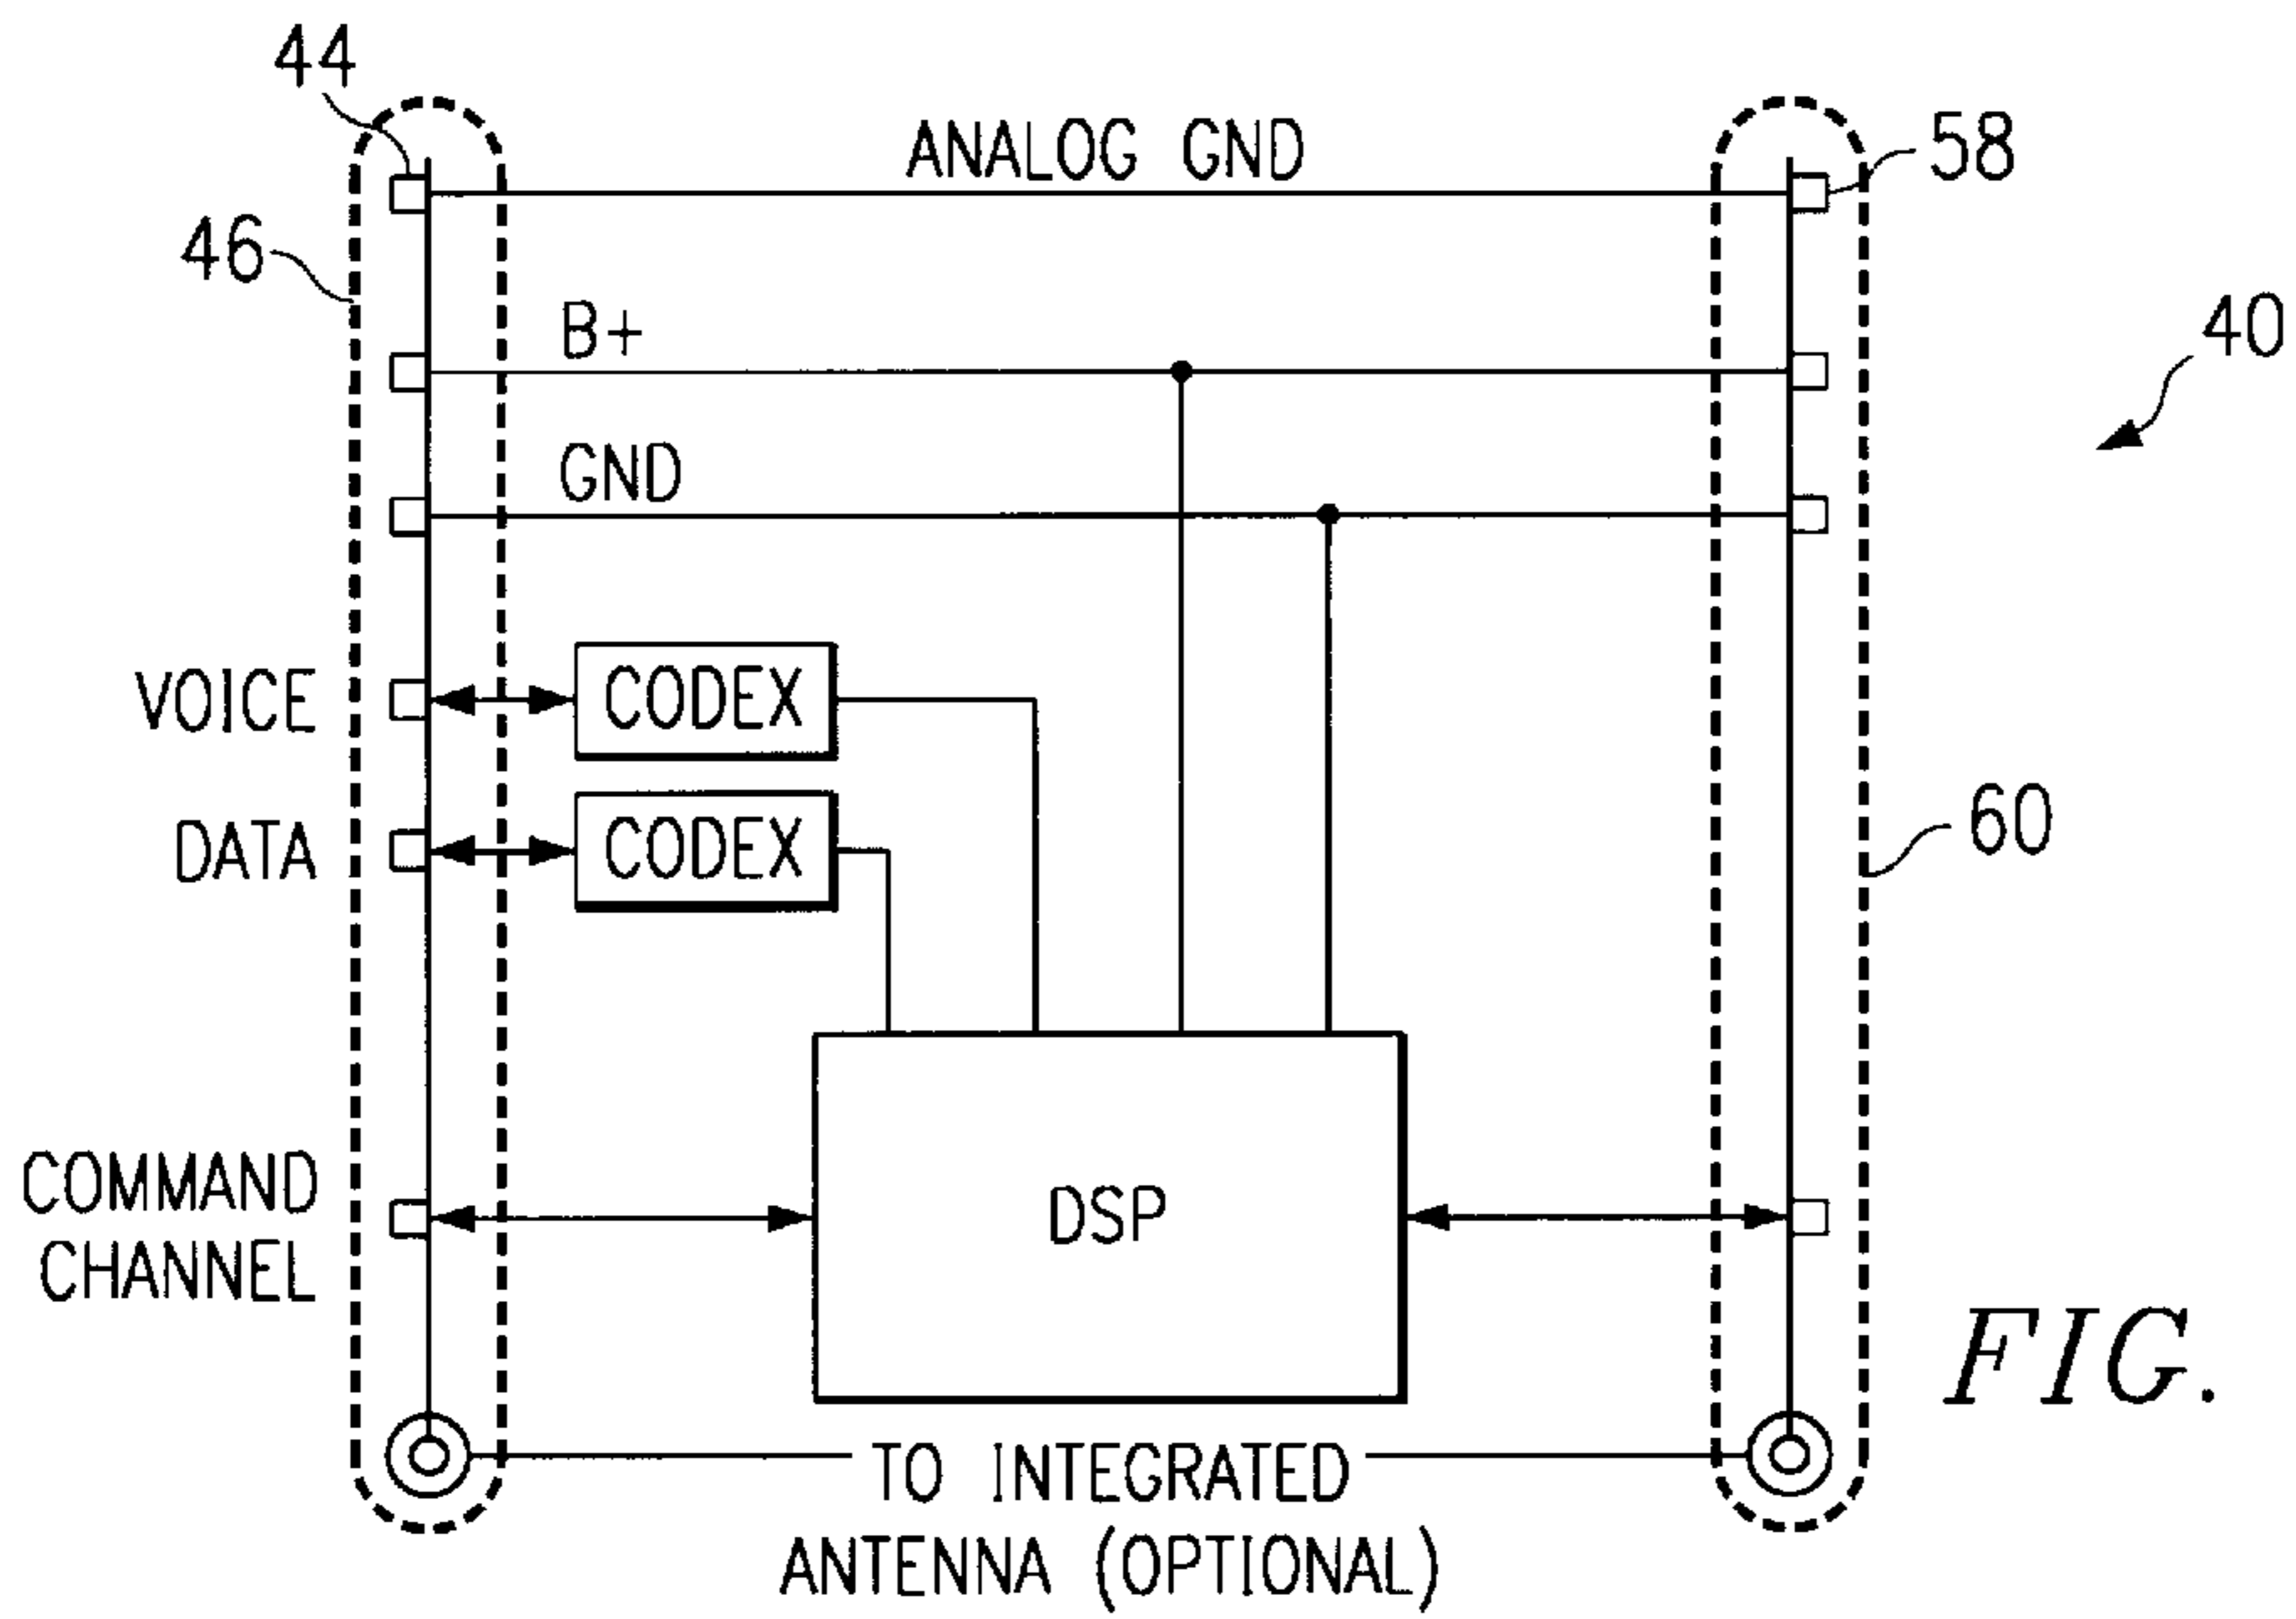 44
ANALOG GND
58
46
B+
40
GND
VOICE
CODEX
DATA
CODEX
60
COMMAND
CHANNEL
DSP
FIG.
TO INTEGRATED
ANTENNA (OPTIONAL)